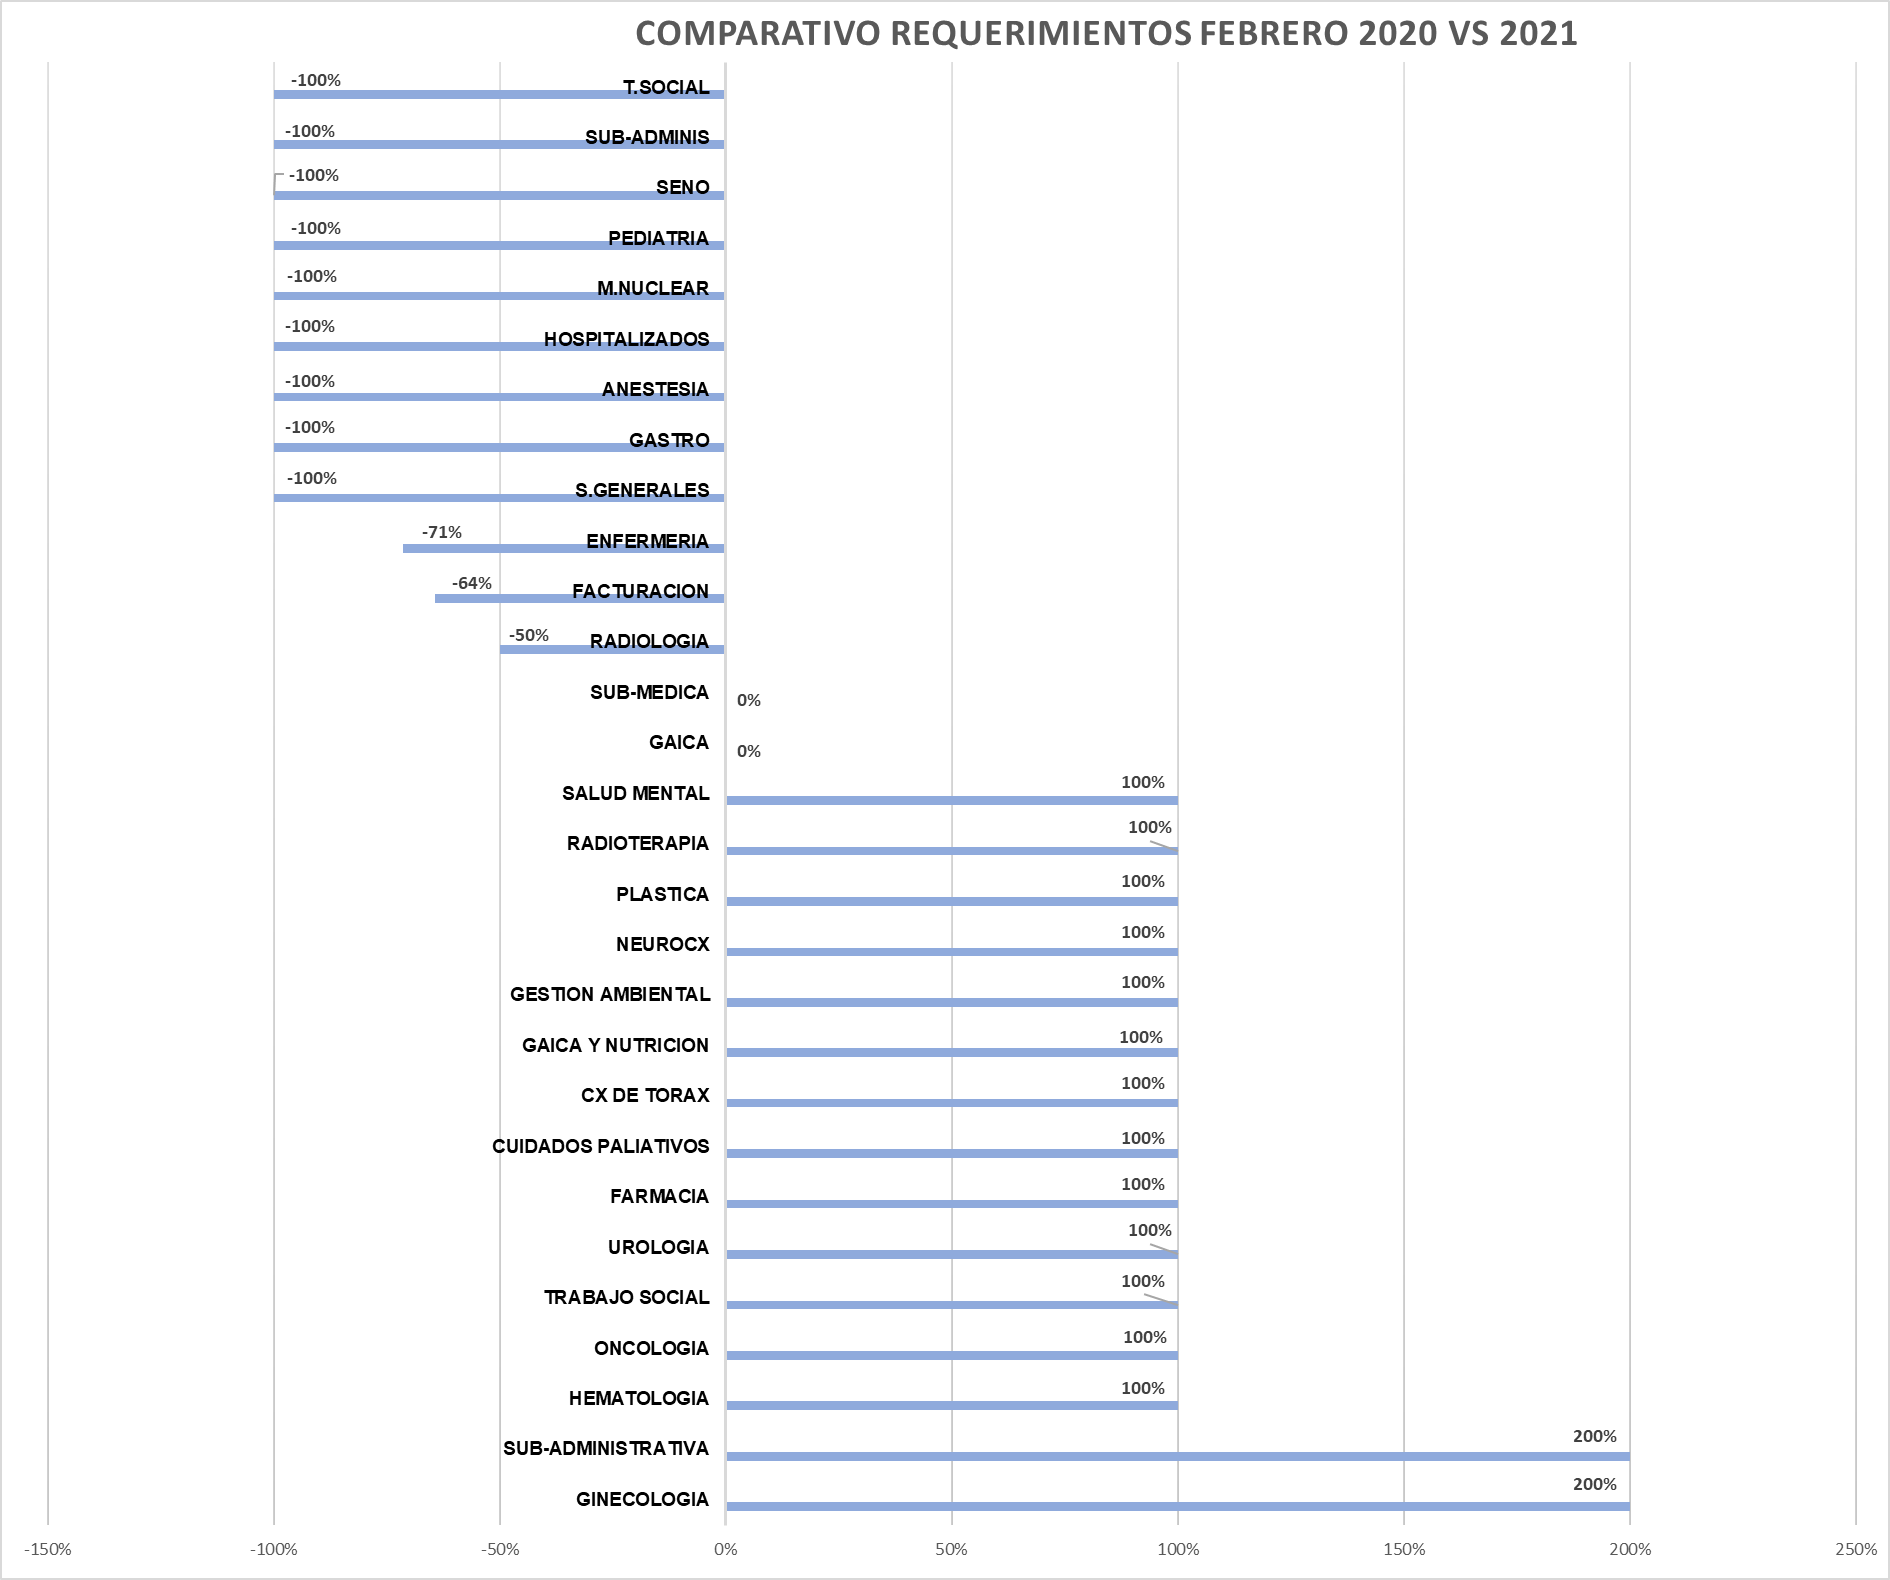 COMPARATIVO REQUERIMIENTOS FEBRERO 2020 VS 2021
-100% T.SOCIAL
-100% SUB-ADMINIS
-100% SENO
-100% PEDIATRIA
-100% M.NUCLEAR
-100% HOSPITALIZADOS
-100% ANESTESIA
-100% GASTRO
-100% S.GENERALES
-71% ENFERMERIA
-64% FACTURACION
-50% RADIOLOGIA
SUB-MEDICA 0%
GAICA 0%
SALUD MENTAL 100%
RADIOTERAPIA 100%
PLASTICA 100%
NEUROCX 100%
GESTION AMBIENTAL 100%
GAICA Y NUTRICION 100%
CX DE TORAX 100%
CUIDADOS PALIATIVOS 100%
FARMACIA 100%
UROLOGIA 100%
TRABAJO SOCIAL 100%
ONCOLOGIA 100%
HEMATOLOGIA 100%
SUB-ADMINISTRATIVA 200%
GINECOLOGIA 200%
-150% -100% -50% 0% 50% 100% 150% 200% 250%